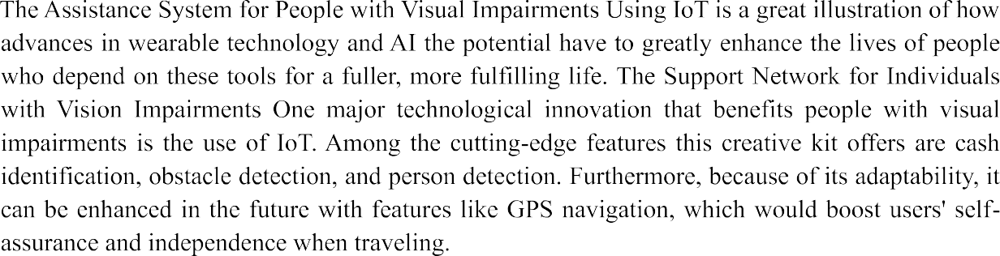 The Assistance System for People with Visual Impairments Using IoT is a great illustration of how
advances in wearable technology and AI the potential have to greatly enhance the lives of people
who depend on these tools for a fuller, more fulfilling life. The Support Network for Individuals
with Vision Impairments One major technological innovation that benefits people with visual
impairments is the use of IoT. Among the cutting-edge features this creative kit offers are cash
identification, obstacle detection, and person detection. Furthermore, because of its adaptability, it
can be enhanced in the future with features like GPS navigation, which would boost users' self-
assurance and independence when traveling.